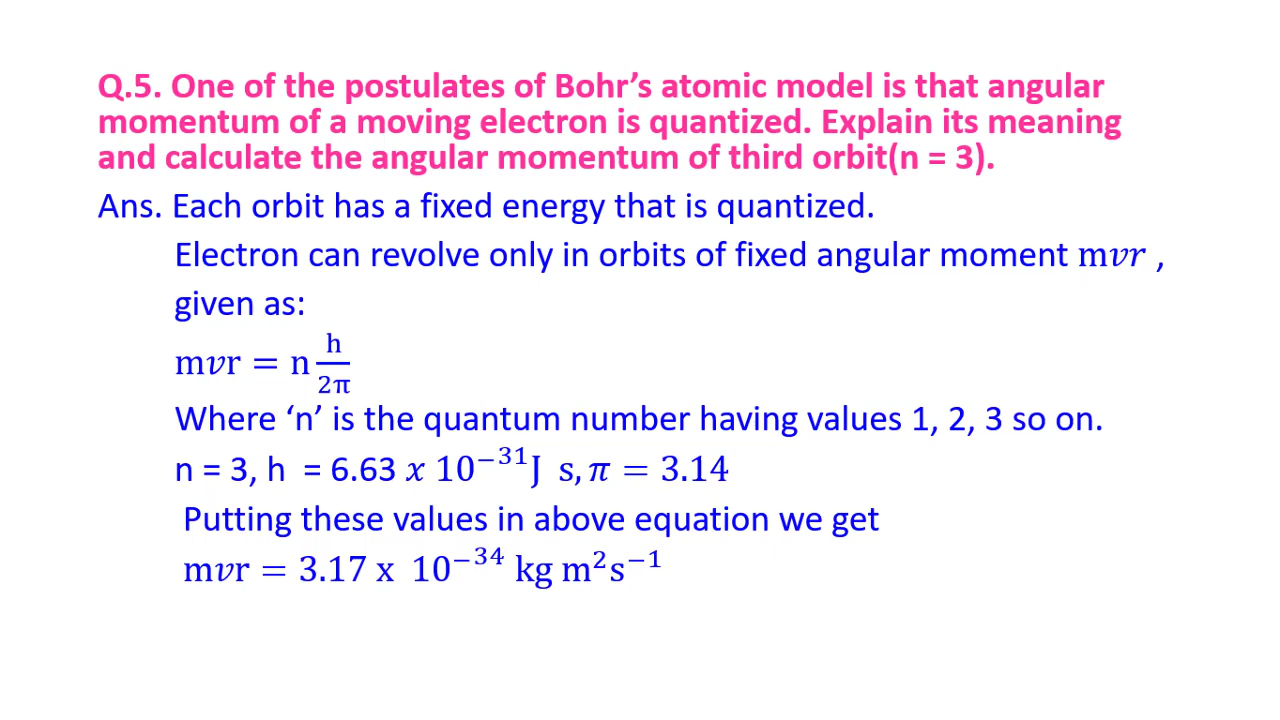 Q.5. One of the postulates of Bohr’s atomic model is that angular
momentum of a moving electron is quantized. Explain its meaning
and calculate the angular momentum of third orbit(n = 3).
Ans. Each orbit has a fixed energy that is quantized.
Electron can revolve only in orbits of fixed angular moment m𝑣𝑟 ,
given as:
m𝑣r = n h/2π
Where ‘n’ is the quantum number having values 1, 2, 3 so on.
n = 3, h = 6.63 𝑥 10⁻³¹J s, 𝜋 = 3.14
Putting these values in above equation we get
m𝑣r = 3.17 x 10⁻³⁴ kg m²s⁻¹